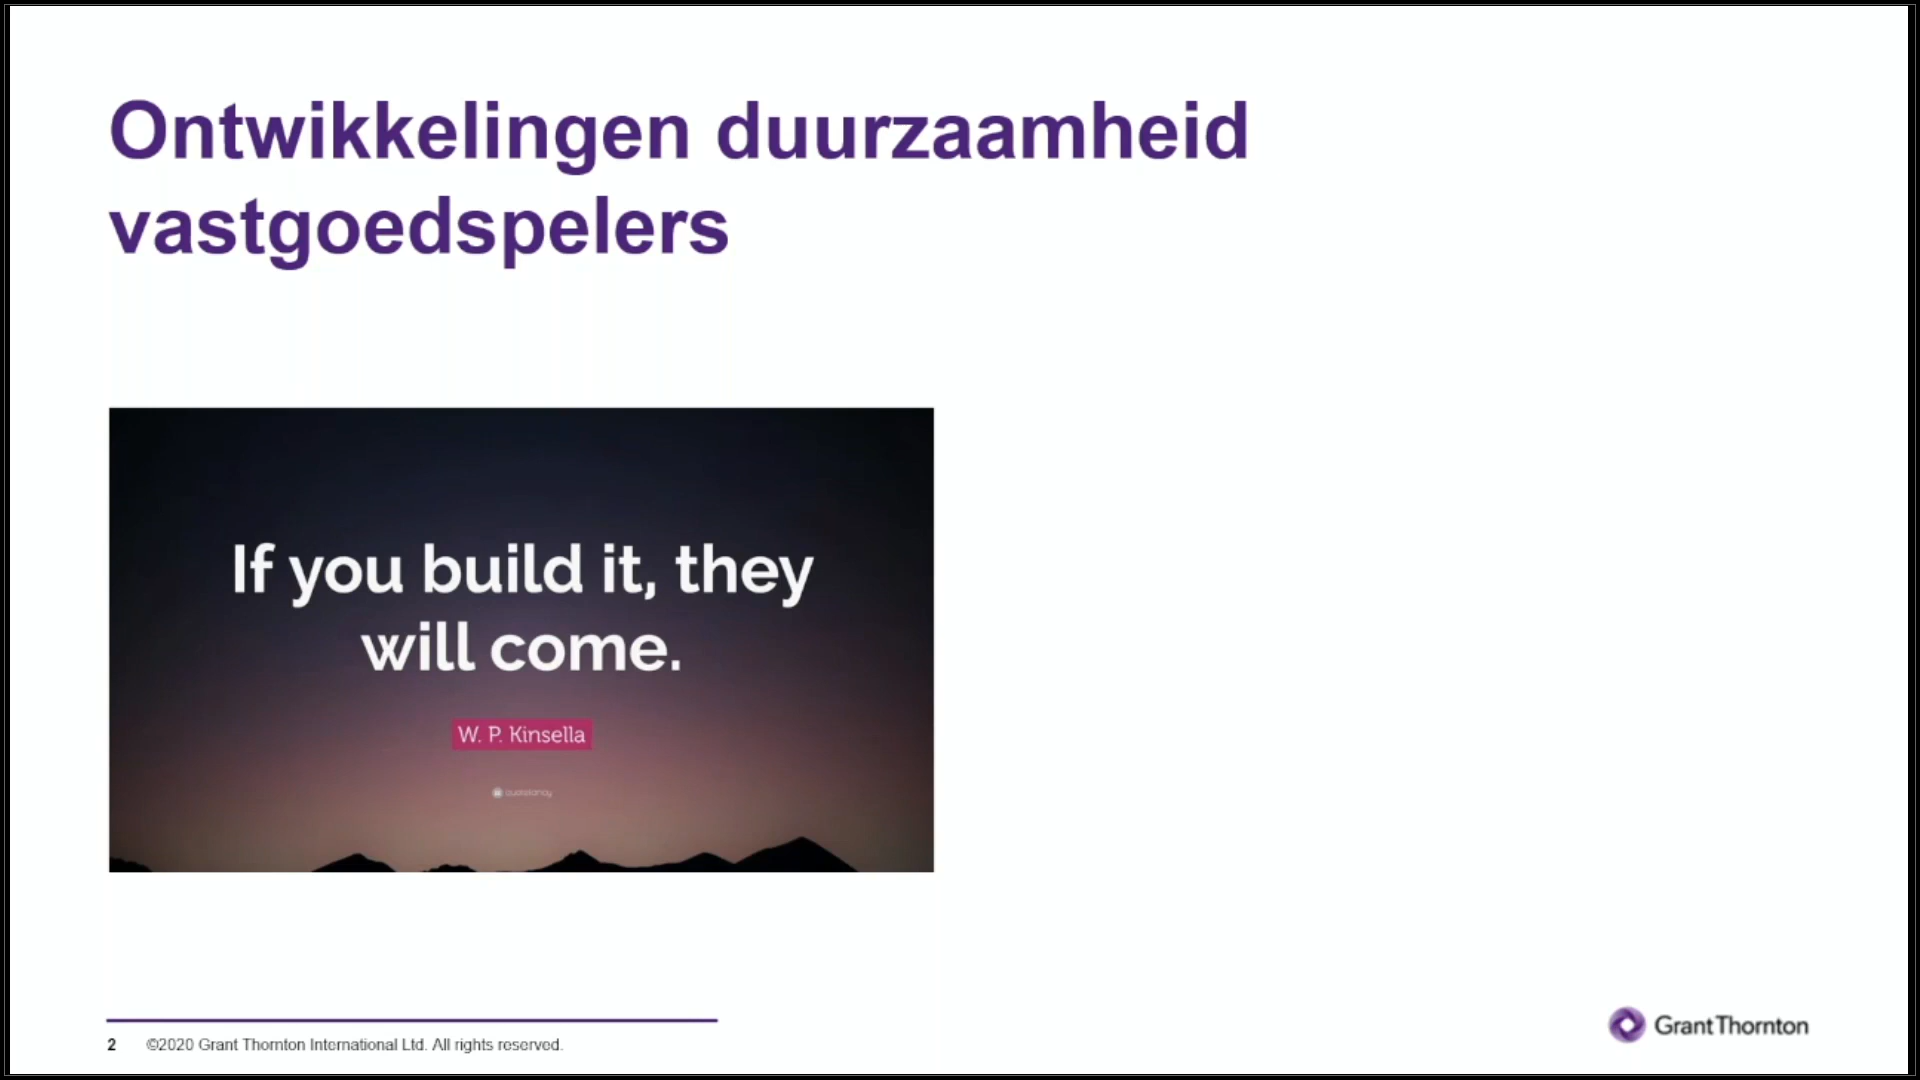 Ontwikkelingen duurzaamheid
vastgoedspelers
If you build it, they
will come.
W. P. Kinsella
quotefancy
2 ©2020 Grant Thornton International Ltd. All rights reserved.
Grant Thornton